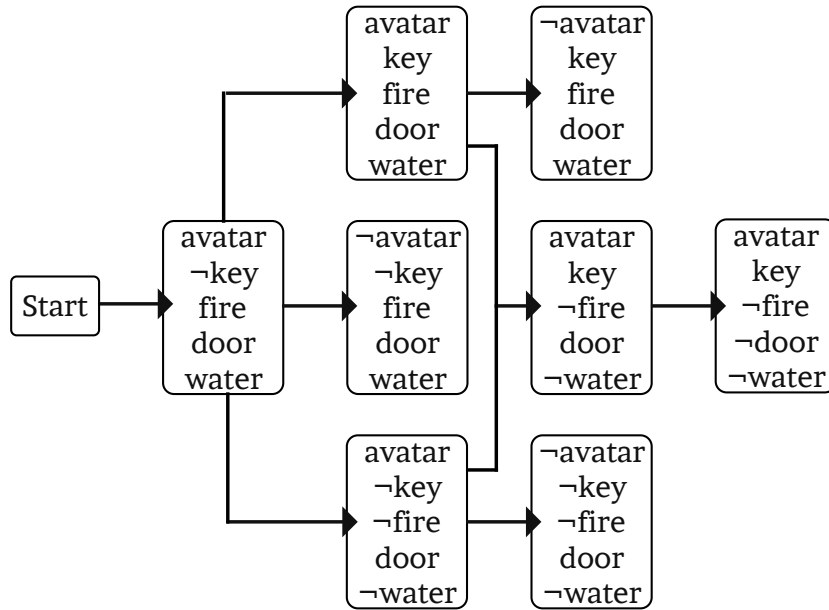 avatar
key
fire
door
water
¬avatar
key
fire
door
water
Start
avatar
¬key
fire
door
water
¬avatar
¬key
fire
door
water
avatar
key
¬fire
door
¬water
avatar
key
¬fire
¬door
¬water
avatar
¬key
¬fire
door
¬water
¬avatar
¬key
¬fire
door
¬water